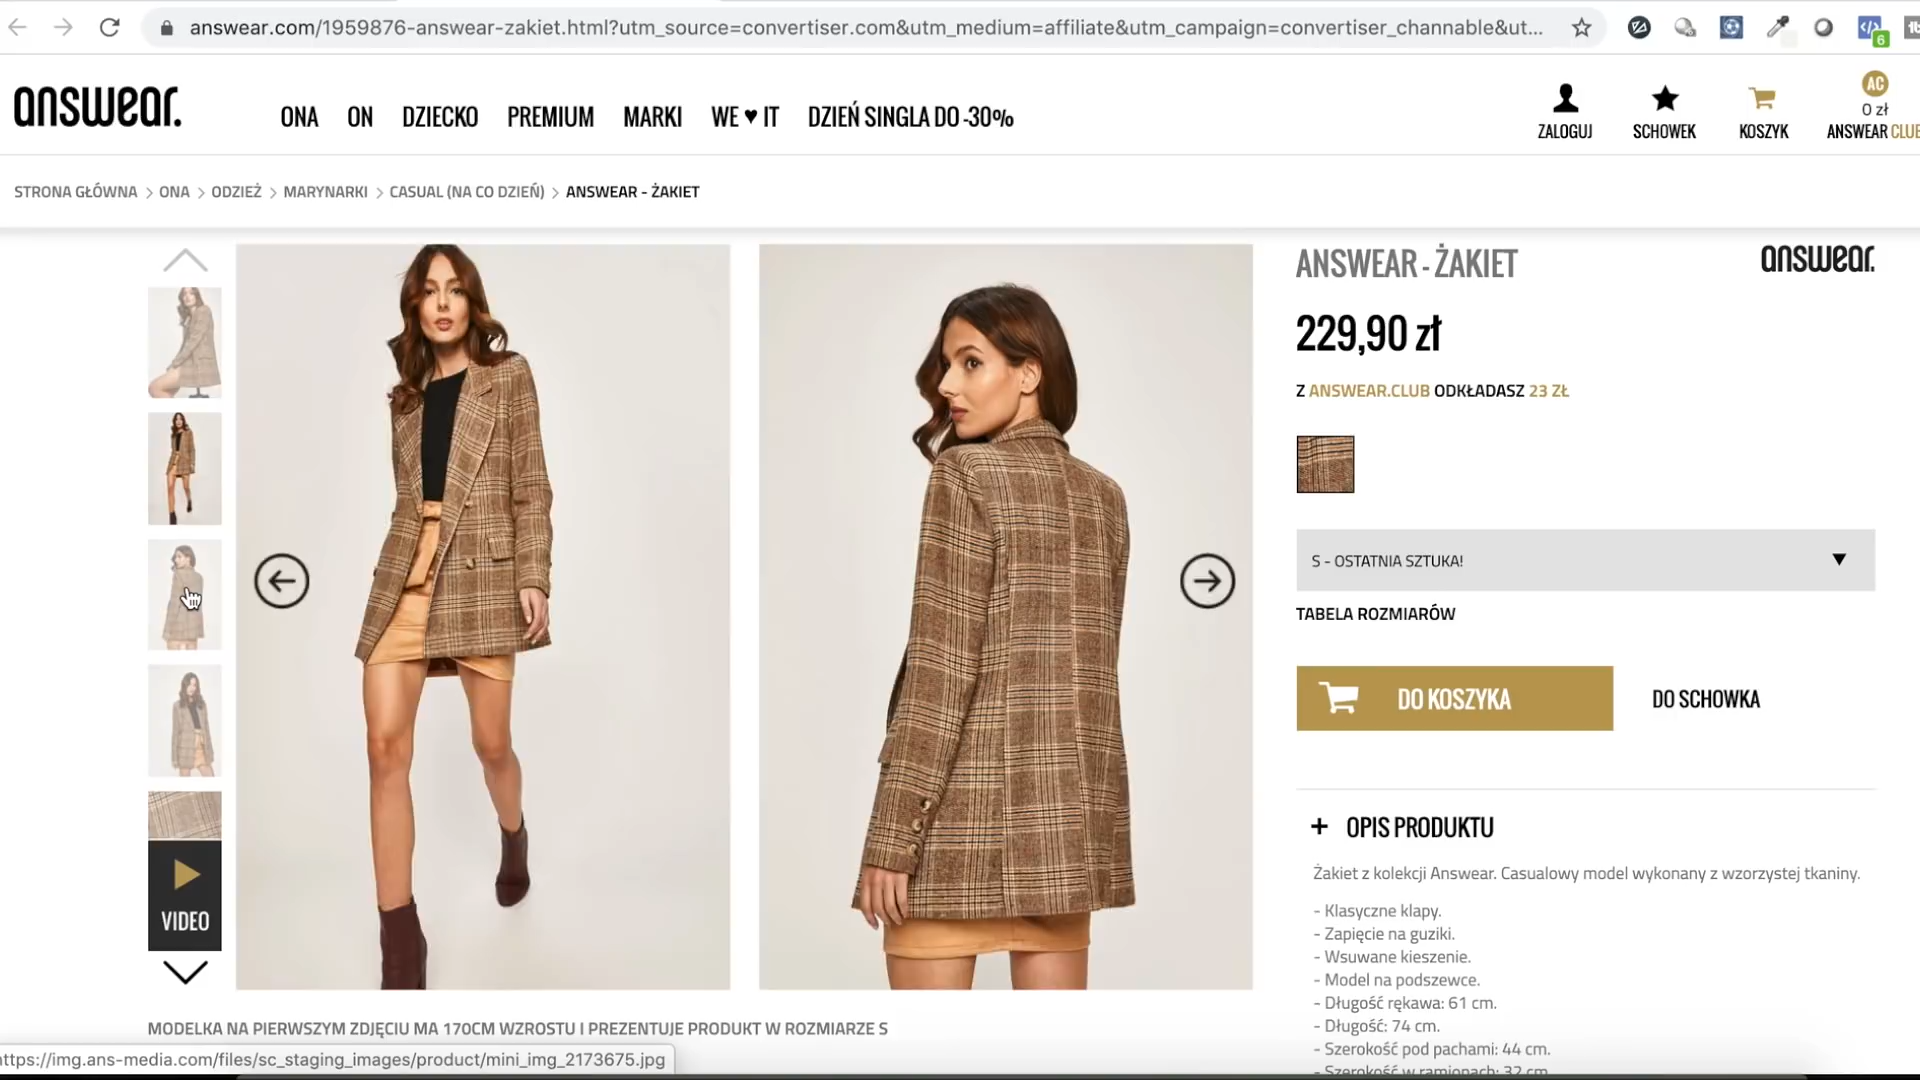 answear.com/1959876-answear-zakiet.html?utm_source=convertiser.com&utm_medium=affiliate&utm_campaign=convertiser_channable&ut...
6
answear.
ONA ON DZIECKO PREMIUM MARKI WE ♥ IT DZIEŃ SINGLA DO -30%
ZALOGUJ
SCHOWEK
KOSZYK
AC
0 zł
ANSWEAR CLUB
STRONA GŁÓWNA > ONA > ODZIEŻ > MARYNARKI > CASUAL (NA CO DZIEŃ) > ANSWEAR - ŻAKIET
VIDEO
ANSWEAR - ŻAKIET
answear.
229,90 zł
Z ANSWEAR.CLUB ODKŁADASZ 23 ZŁ
S - OSTATNIA SZTUKA!
TABELA ROZMIARÓW
DO KOSZYKA
DO SCHOWKA
+ OPIS PRODUKTU
Żakiet z kolekcji Answear. Casualowy model wykonany z wzorzystej tkaniny.
- Klasyczne klapy.
- Zapięcie na guziki.
- Wsuwane kieszenie.
- Model na podszewce.
- Długość rękawa: 61 cm.
- Długość: 74 cm.
- Szerokość pod pachami: 44 cm.
- Szerokość w ramionach: 32 cm
MODELKA NA PIERWSZYM ZDJĘCIU MA 170CM WZROSTU I PREZENTUJE PRODUKT W ROZMIARZE S
ttps://img.ans-media.com/files/sc_staging_images/product/mini_img_2173675.jpg